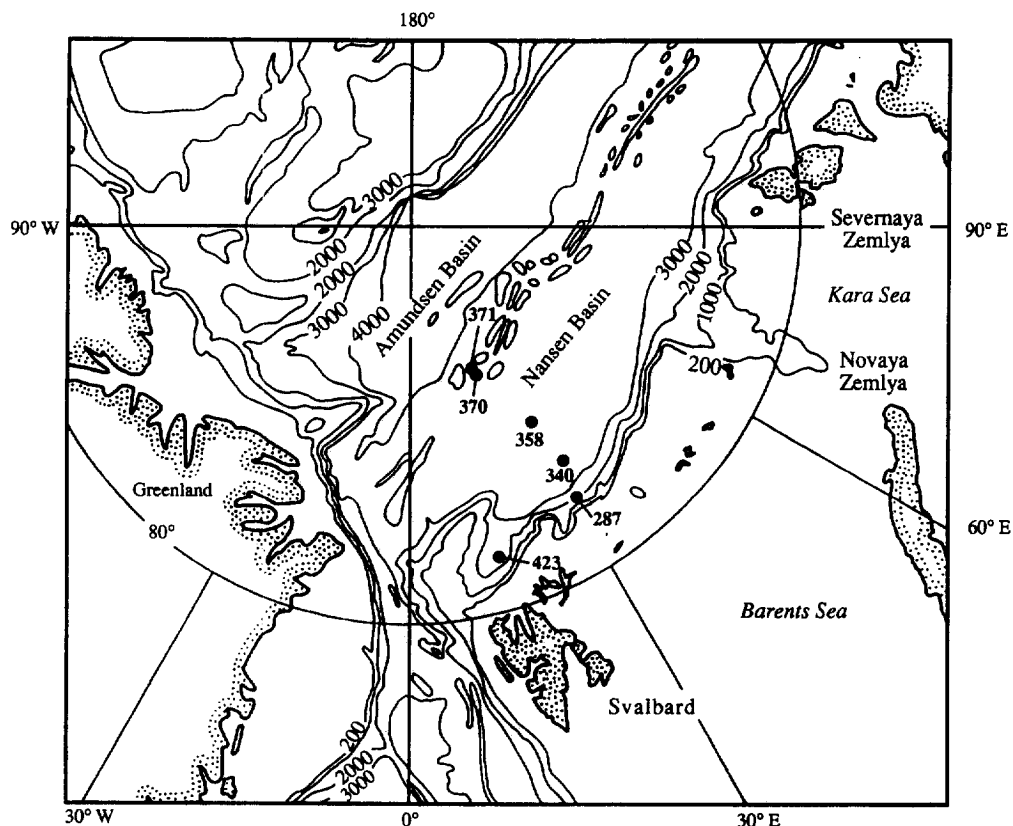 180°
3000
90° W
90° E
Severnaya
Zemlya
2000
2000
3000
4000
Amundsen Basin
Nansen Basin
3000
2000
1000
Kara Sea
371
370
200
Novaya
Zemlya
358
340
287
Greenland
80°
423
60° E
Barents Sea
Svalbard
200
2000
3000
30° W
0°
30° E